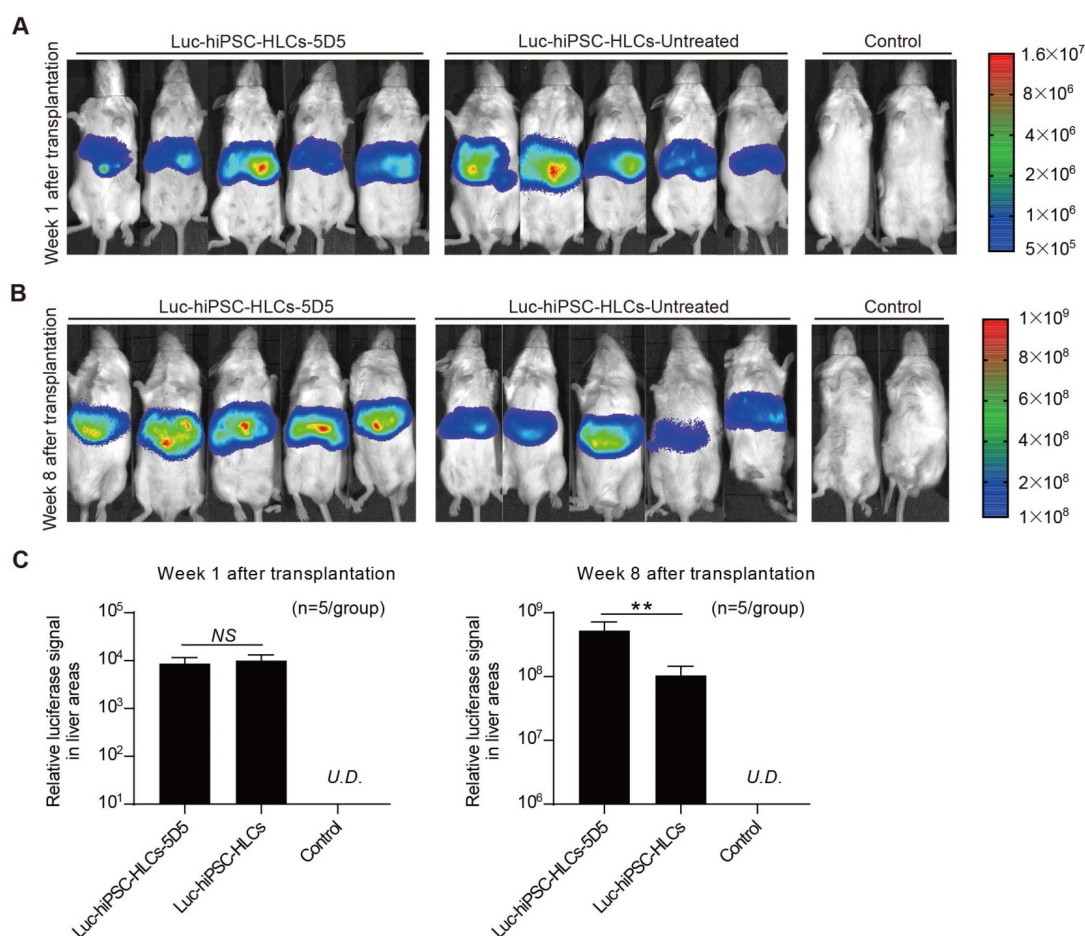 A
Luc-hiPSC-HLCs-5D5
Luc-hiPSC-HLCs-Untreated
Control
Week 1 after transplantation
1.6×10⁷
8×10⁶
4×10⁶
2×10⁶
1×10⁶
5×10⁵
B
Luc-hiPSC-HLCs-5D5
Luc-hiPSC-HLCs-Untreated
Control
Week 8 after transplantation
1×10⁹
8×10⁸
6×10⁸
4×10⁸
2×10⁸
1×10⁸
C
Week 1 after transplantation
(n=5/group)
Relative luciferase signal
in liver areas
10⁵
10⁴
10³
10²
10¹
NS
U.D.
Luc-hiPSC-HLCs-5D5
Luc-hiPSC-HLCs
Control
Week 8 after transplantation
(n=5/group)
Relative luciferase signal
in liver areas
10⁹
10⁸
10⁷
10⁶
**
U.D.
Luc-hiPSC-HLCs-5D5
Luc-hiPSC-HLCs
Control